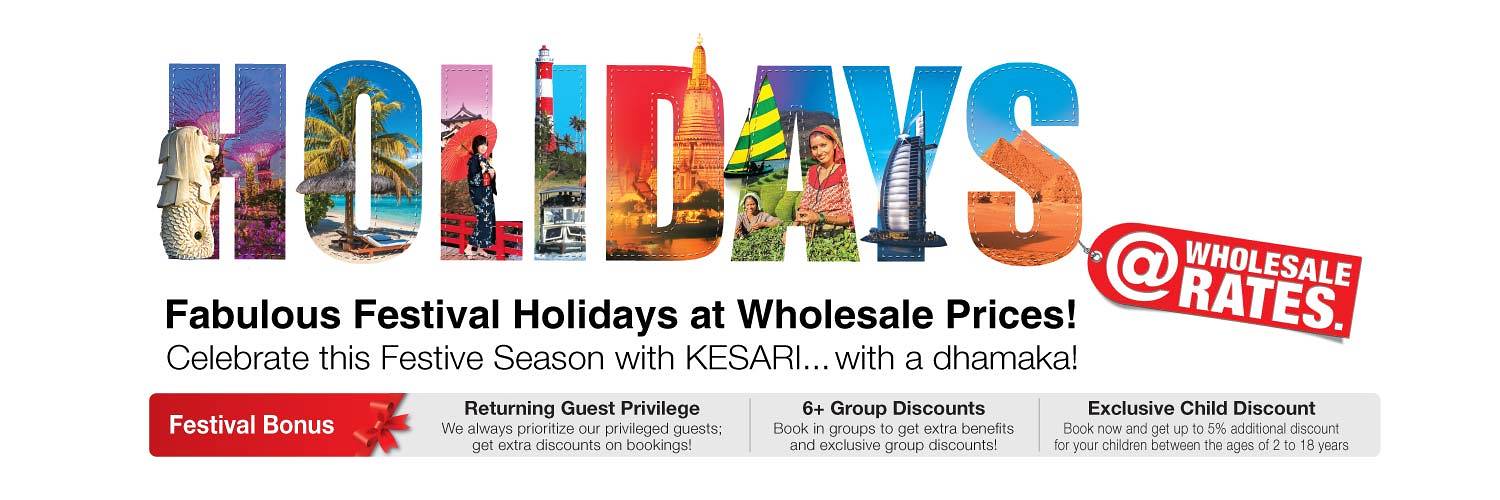 HOLIDAYS
@ WHOLESALE
RATES.
Fabulous Festival Holidays at Wholesale Prices!
Celebrate this Festive Season with KESARI... with a dhamaka!
Festival Bonus
Returning Guest Privilege
We always prioritize our privileged guests;
get extra discounts on bookings!
6+ Group Discounts
Book in groups to get extra benefits
and exclusive group discounts!
Exclusive Child Discount
Book now and get up to 5% additional discount
for your children between the ages of 2 to 18 years